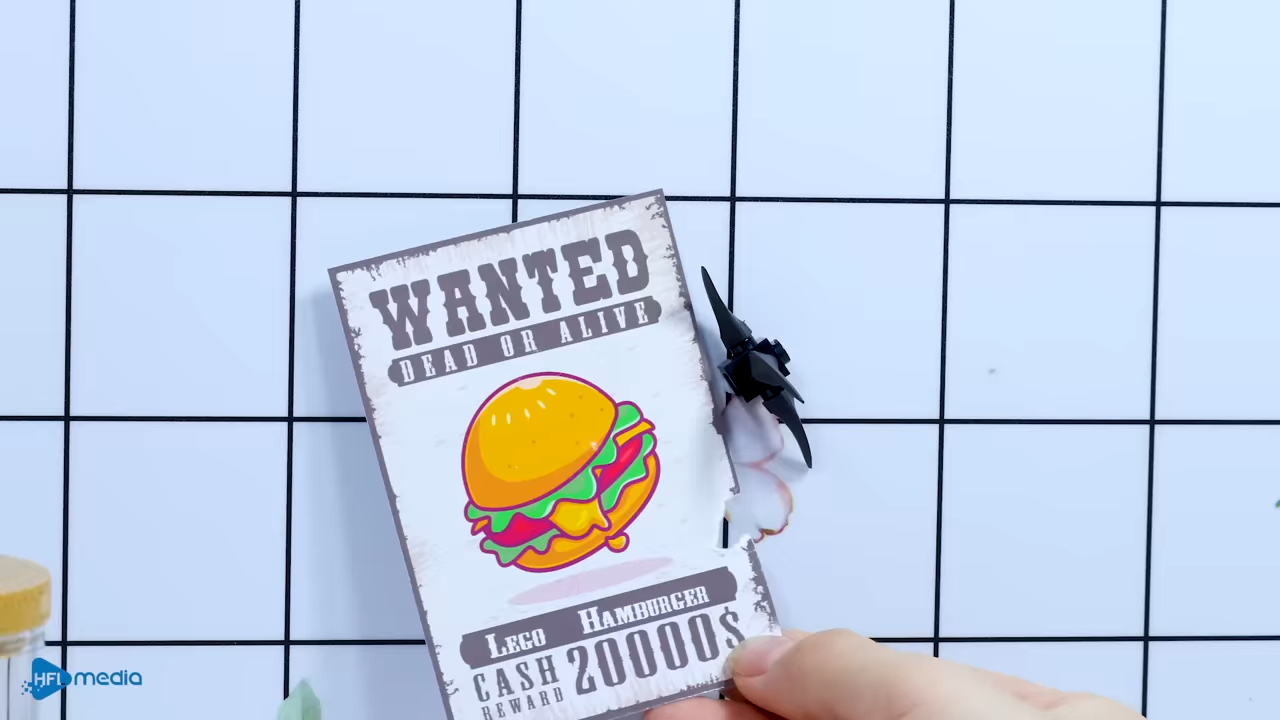 WANTED
DEAD OR ALIVE
LEGO HAMBURGER
CASH REWARD 20000$
HFL media